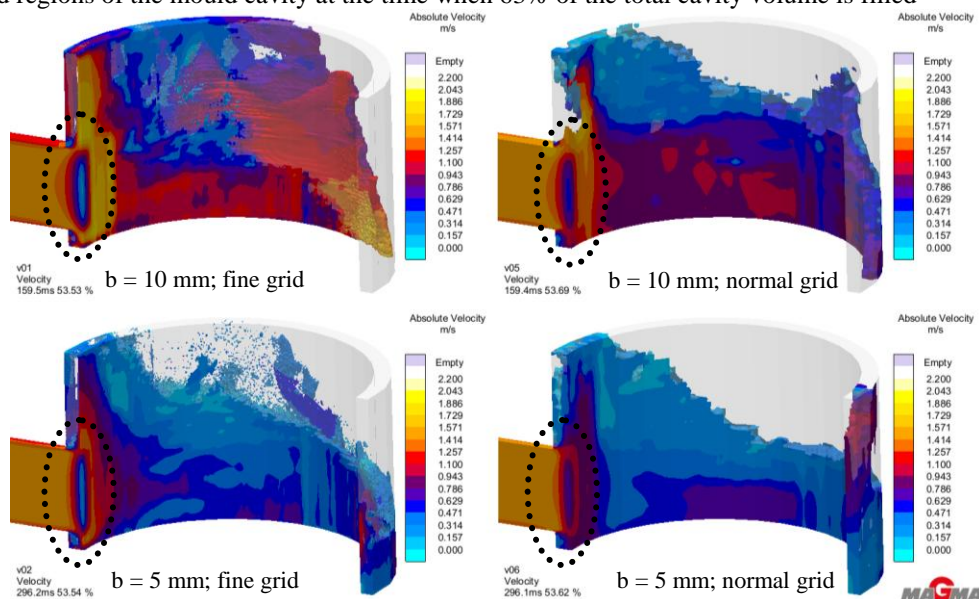 d regions of the mould cavity at the time when 63% of the total cavity volume is filled
Absolute Velocity
m/s
Empty
2.200
2.043
1.886
1.729
1.571
1.414
1.257
1.100
0.943
0.786
0.629
0.471
0.314
0.157
0.000
v01
Velocity
159.5ms 53.53 %
b = 10 mm; fine grid
Absolute Velocity
m/s
Empty
2.200
2.043
1.886
1.729
1.571
1.414
1.257
1.100
0.943
0.786
0.629
0.471
0.314
0.157
0.000
v05
Velocity
159.4ms 53.69 %
b = 10 mm; normal grid
Absolute Velocity
m/s
Empty
2.200
2.043
1.886
1.729
1.571
1.414
1.257
1.100
0.943
0.786
0.629
0.471
0.314
0.157
0.000
v02
Velocity
296.2ms 53.54 %
b = 5 mm; fine grid
Absolute Velocity
m/s
Empty
2.200
2.043
1.886
1.729
1.571
1.414
1.257
1.100
0.943
0.786
0.629
0.471
0.314
0.157
0.000
v06
Velocity
296.1ms 53.62 %
b = 5 mm; normal grid
MAGMA